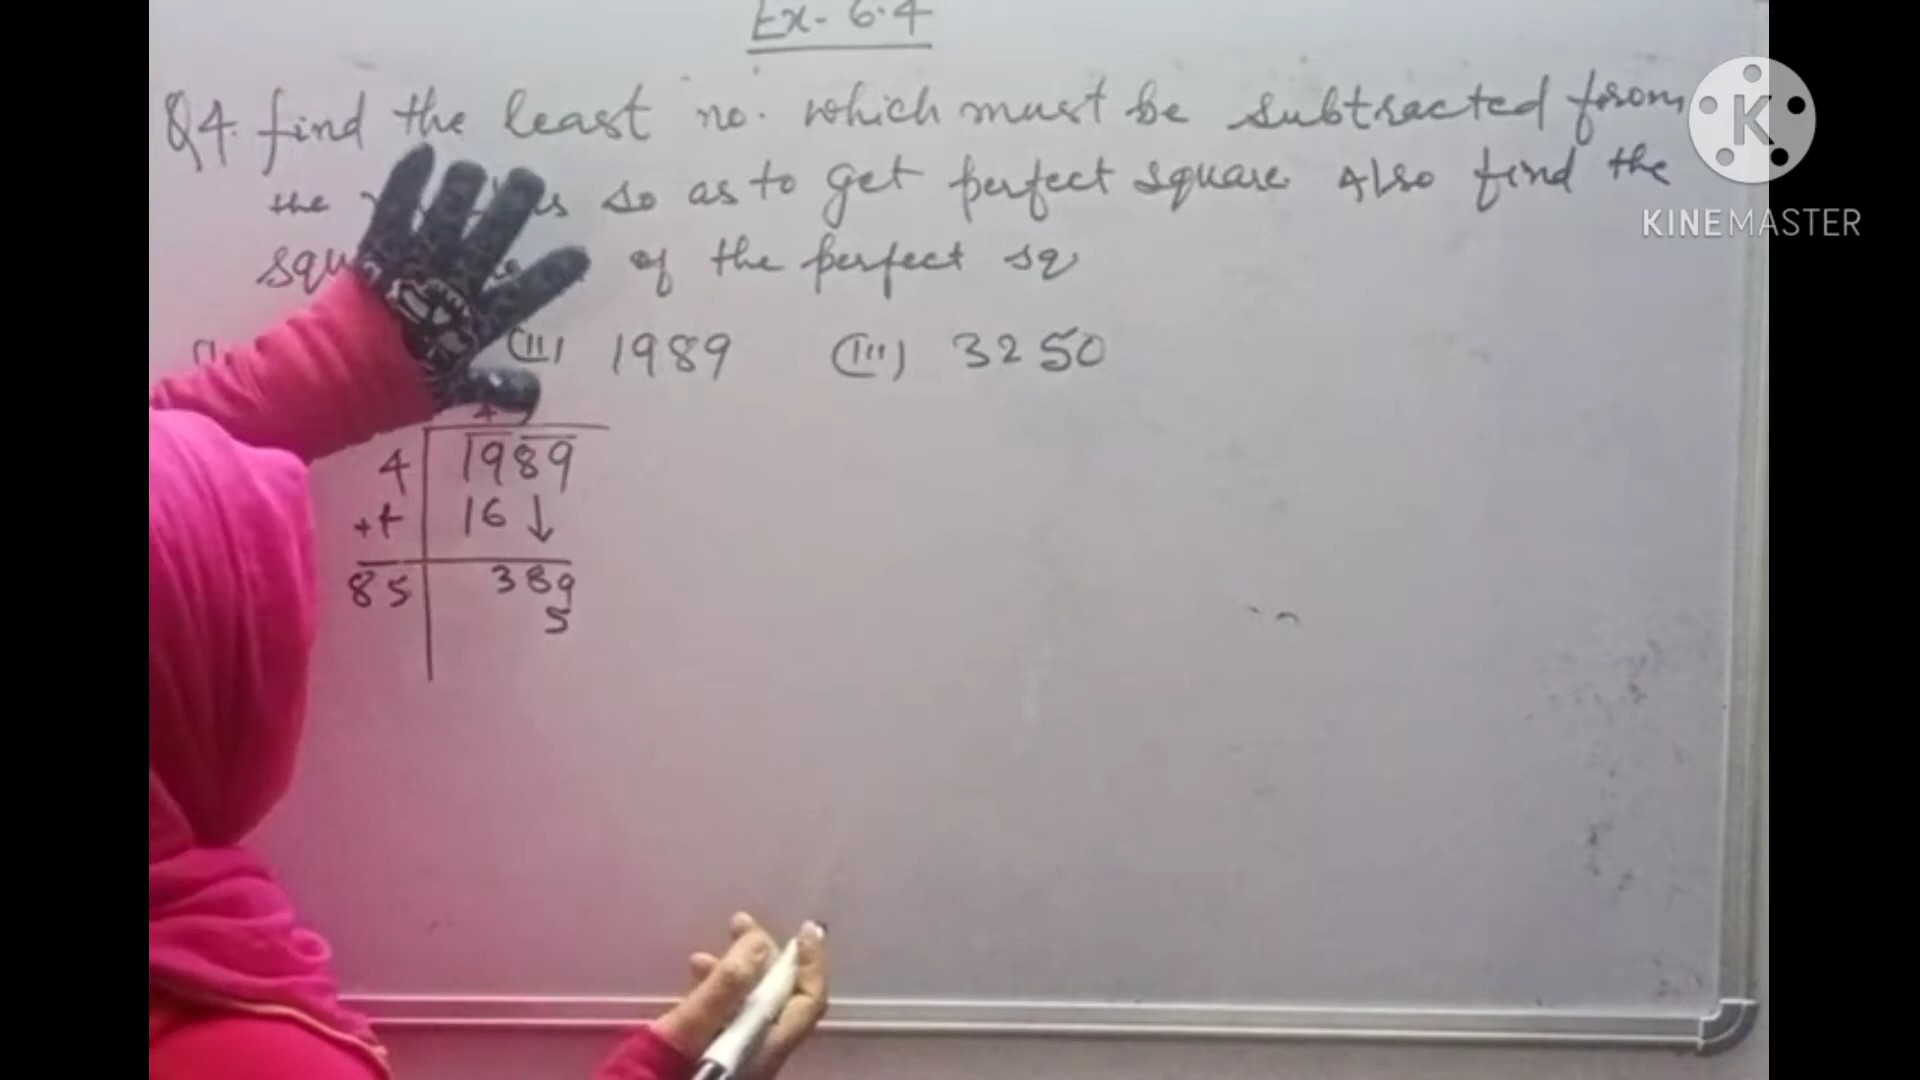 Ex- 6.4
Q4. find the least no. which must be subtracted from
the so as to get perfect square. Also find the
of the perfect sq
(II) 1989 (III) 3250
4 1989
+4 16 ↓
85 389
5
K
KINEMASTER